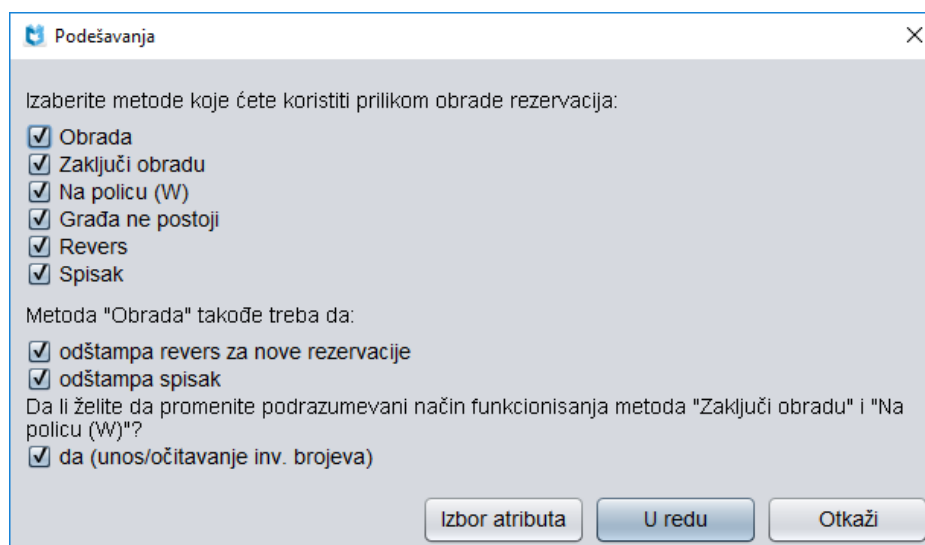 Podešavanja
Izaberite metode koje ćete koristiti prilikom obrade rezervacija:
Obrada
Zaključi obradu
Na policu (W)
Građa ne postoji
Revers
Spisak
Metoda "Obrada" takođe treba da:
odštampa revers za nove rezervacije
odštampa spisak
Da li želite da promenite podrazumevani način funkcionisanja metoda "Zaključi obradu" i "Na
policu (W)"?
da (unos/očitavanje inv. brojeva)
Izbor atributa U redu Otkaži